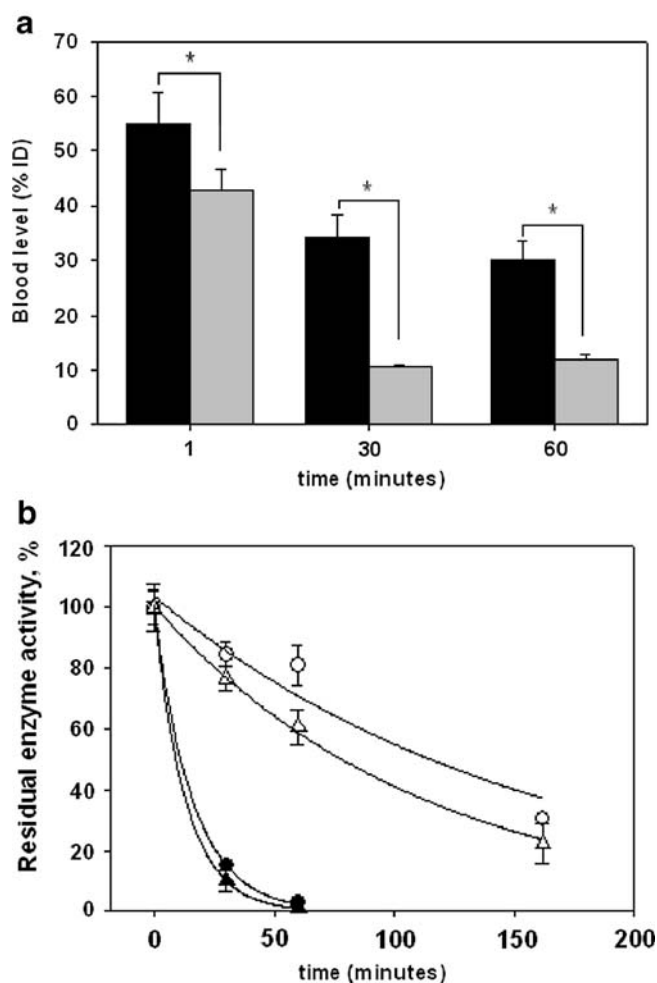 a
70
60
50
40
30
20
10
0
Blood level (% ID)
*
*
*
1 30 60
time (minutes)
b
120
100
80
60
40
20
0
Residual enzyme activity, %
0 50 100 150 200
time (minutes)